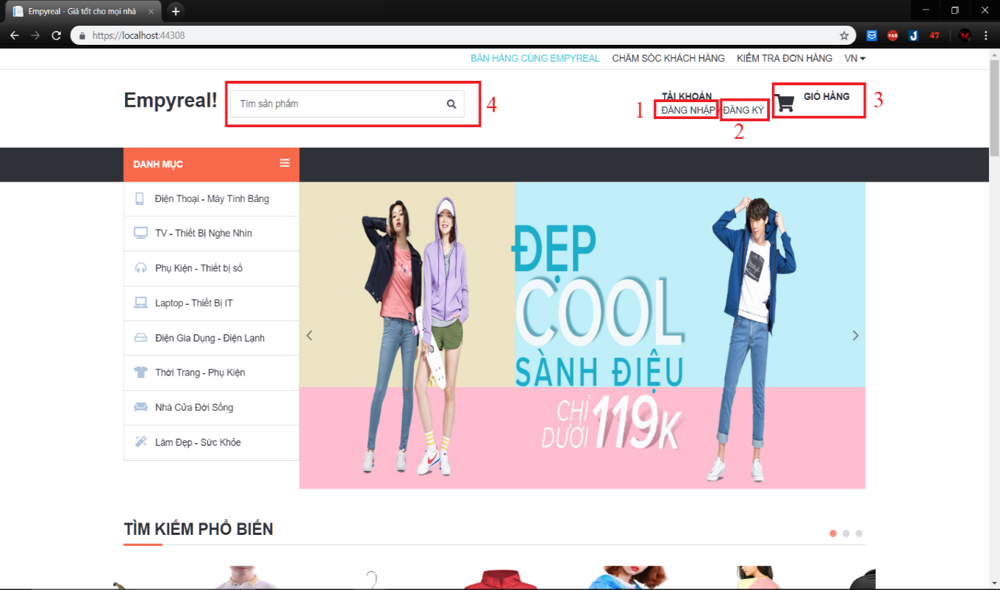 Empyreal - Giá tốt cho mọi nhà
https://localhost:44308
YAB
47
BÁN HÀNG CÙNG EMPYREAL CHĂM SÓC KHÁCH HÀNG KIỂM TRA ĐƠN HÀNG VN
Empyreal!
Tìm sản phẩm
4
TÀI KHOẢN
1
ĐĂNG NHẬP / ĐĂNG KÝ
2
GIỎ HÀNG
3
DANH MỤC
Điện Thoại - Máy Tính Bảng
TV - Thiết Bị Nghe Nhìn
Phụ Kiện - Thiết bị số
Laptop - Thiết Bị IT
Điện Gia Dụng - Điện Lạnh
Thời Trang - Phụ Kiện
Nhà Cửa Đời Sống
Làm Đẹp - Sức Khỏe
ĐẸP
COOL
SÀNH ĐIỆU
CHỈ
DƯỚI
119K
TÌM KIẾM PHỔ BIẾN